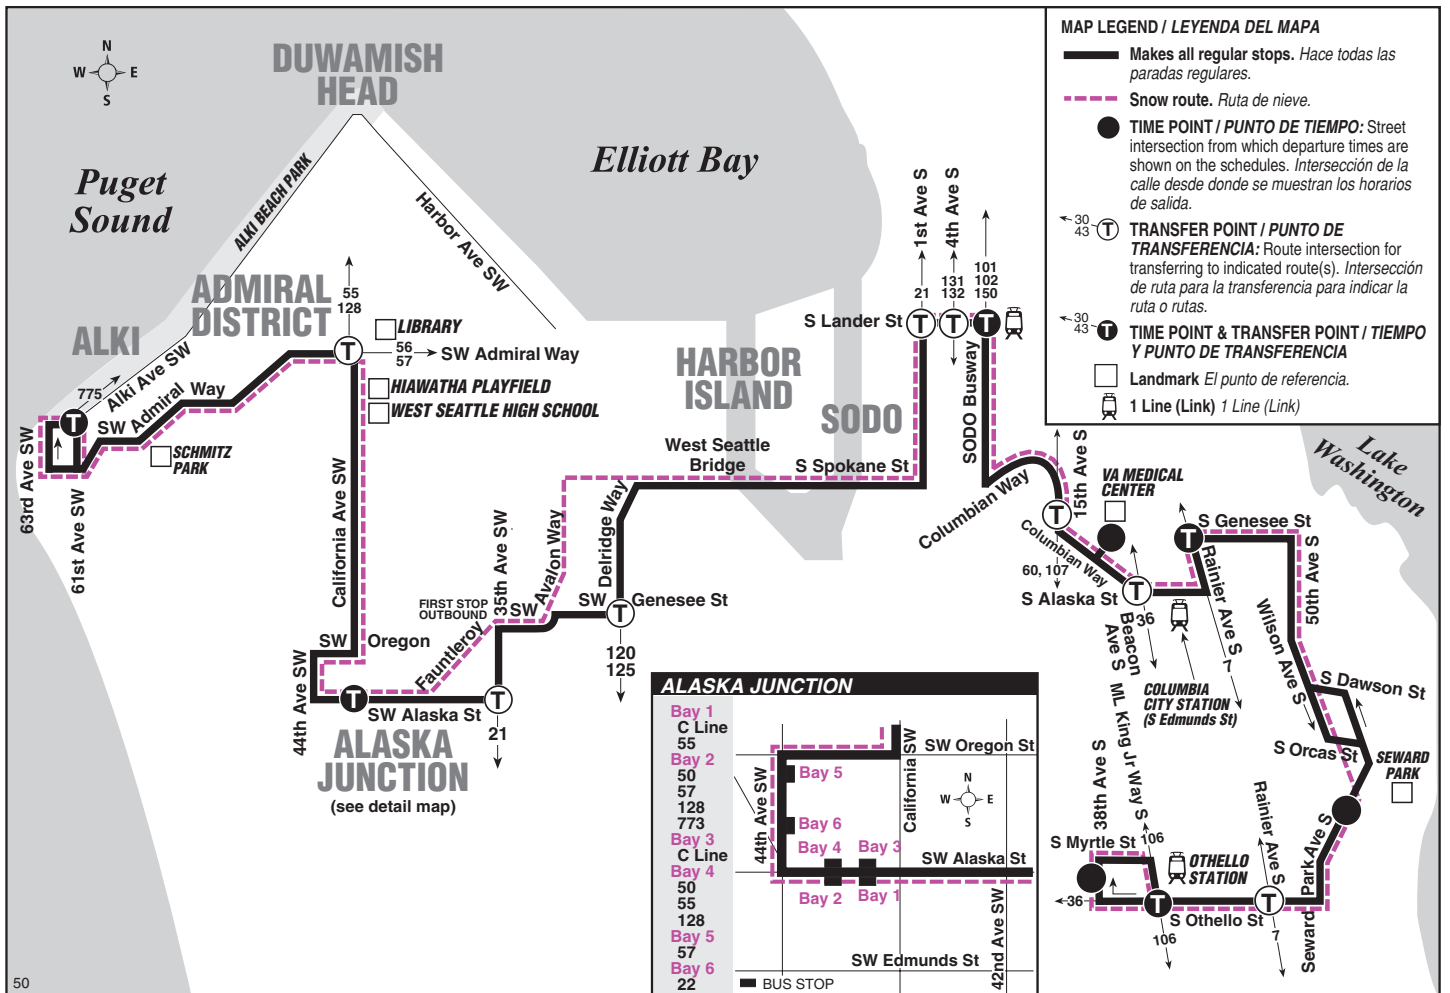 N
W E
S
DUWAMISH
HEAD
Puget
Sound
Elliott Bay
ALKI BEACH PARK
Harbor Ave SW
ADMIRAL
DISTRICT
55
128
LIBRARY
56
57
SW Admiral Way
ALKI
775
Alki Ave SW
SW Admiral Way
T
T
HIAWATHA PLAYFIELD
WEST SEATTLE HIGH SCHOOL
SCHMITZ
PARK
63rd Ave SW
61st Ave SW
California Ave SW
SW Oregon
44th Ave SW
T
SW Alaska St
ALASKA
JUNCTION
(see detail map)
Fauntleroy
FIRST STOP
OUTBOUND
35th Ave SW
SW Avalon Way
T
21
SW Genesee St
Delridge Way
T
120
125
West Seattle
Bridge
HARBOR
ISLAND
SODO
S Spokane St
1st Ave S
4th Ave S
21
131
132
101
102
150
S Lander St
T
T
T
SODO Busway
Columbian Way
15th Ave S
T
Columbian Way
60, 107
VA MEDICAL
CENTER
S Alaska St
T
36
Beacon
Ave S
T
S Genesee St
Rainier Ave S
7
COLUMBIA
CITY STATION
(S Edmunds St)
50th Ave S
Wilson Ave S
S Dawson St
S Orcas St
SEWARD
PARK
Lake
Washington
ML King Jr Way S
38th Ave S
S Myrtle St
106
OTHELLO
STATION
36
T
106
S Othello St
Rainier Ave S
T
7
Seward Park Ave S
MAP LEGEND / LEYENDA DEL MAPA
Makes all regular stops. Hace todas las
paradas regulares.
Snow route. Ruta de nieve.
TIME POINT / PUNTO DE TIEMPO: Street
intersection from which departure times are
shown on the schedules. Intersección de la
calle desde donde se muestran los horarios
de salida.
30
43
T
TRANSFER POINT / PUNTO DE
TRANSFERENCIA: Route intersection for
transferring to indicated route(s). Intersección
de ruta para la transferencia para indicar la
ruta o rutas.
30
43
T
TIME POINT & TRANSFER POINT / TIEMPO
Y PUNTO DE TRANSFERENCIA
Landmark El punto de referencia.
1 Line (Link) 1 Line (Link)
ALASKA JUNCTION
Bay 1
C Line
55
Bay 2
50
57
128
773
Bay 3
C Line
Bay 4
50
55
128
Bay 5
57
Bay 6
22
SW Oregon St
Bay 5
Bay 6
Bay 4
Bay 3
Bay 2
Bay 1
44th Ave SW
California SW
N
W E
S
SW Alaska St
42nd Ave SW
SW Edmunds St
BUS STOP
50